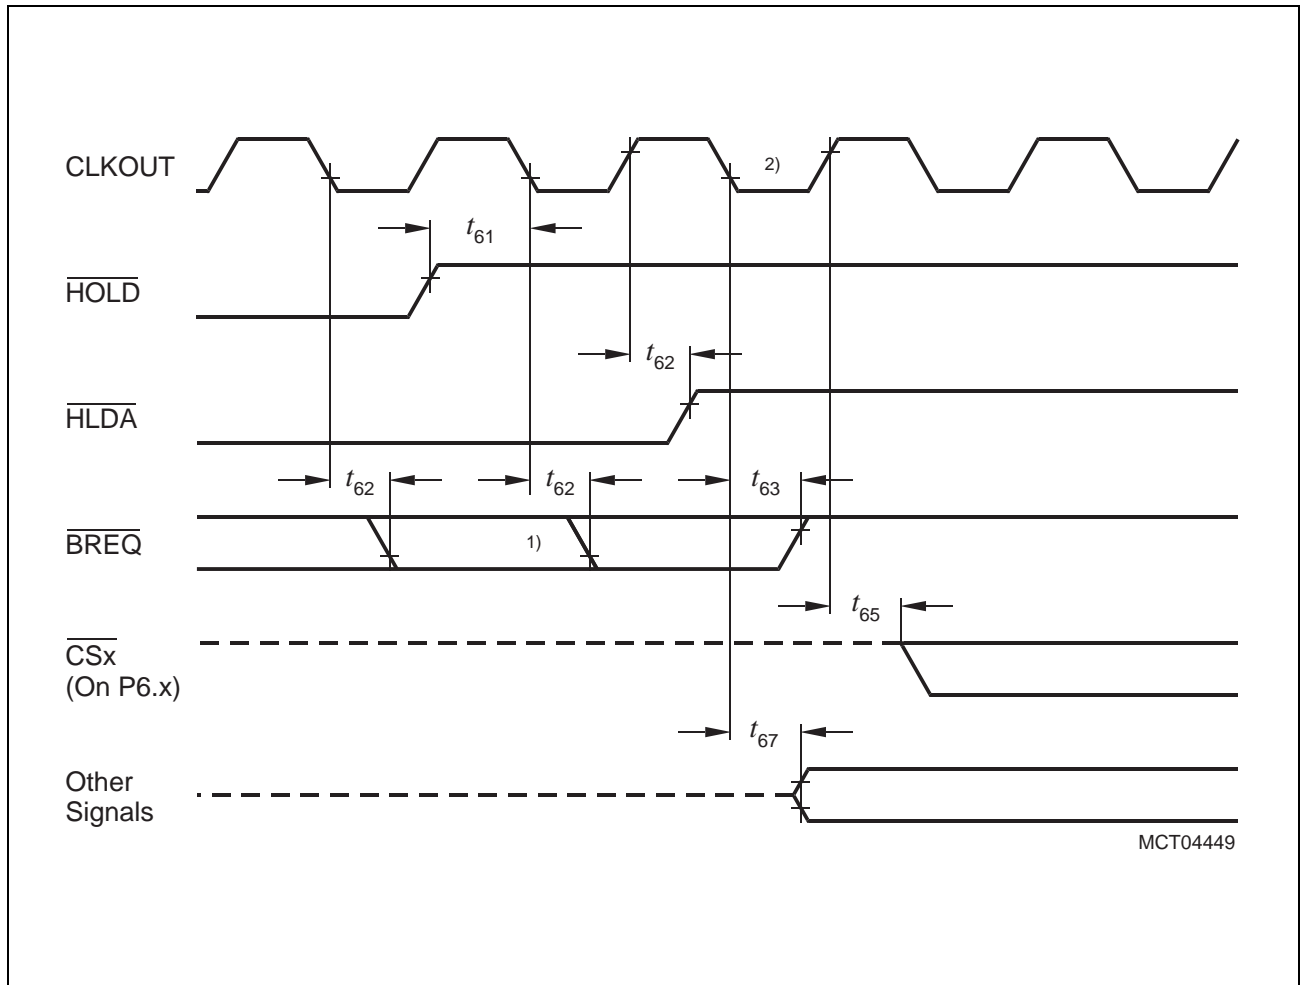 CLKOUT
2)
t61
HOLD
t62
HLDA
t62
t62
t63
BREQ
1)
t65
CSx
(On P6.x)
t67
Other
Signals
MCT04449